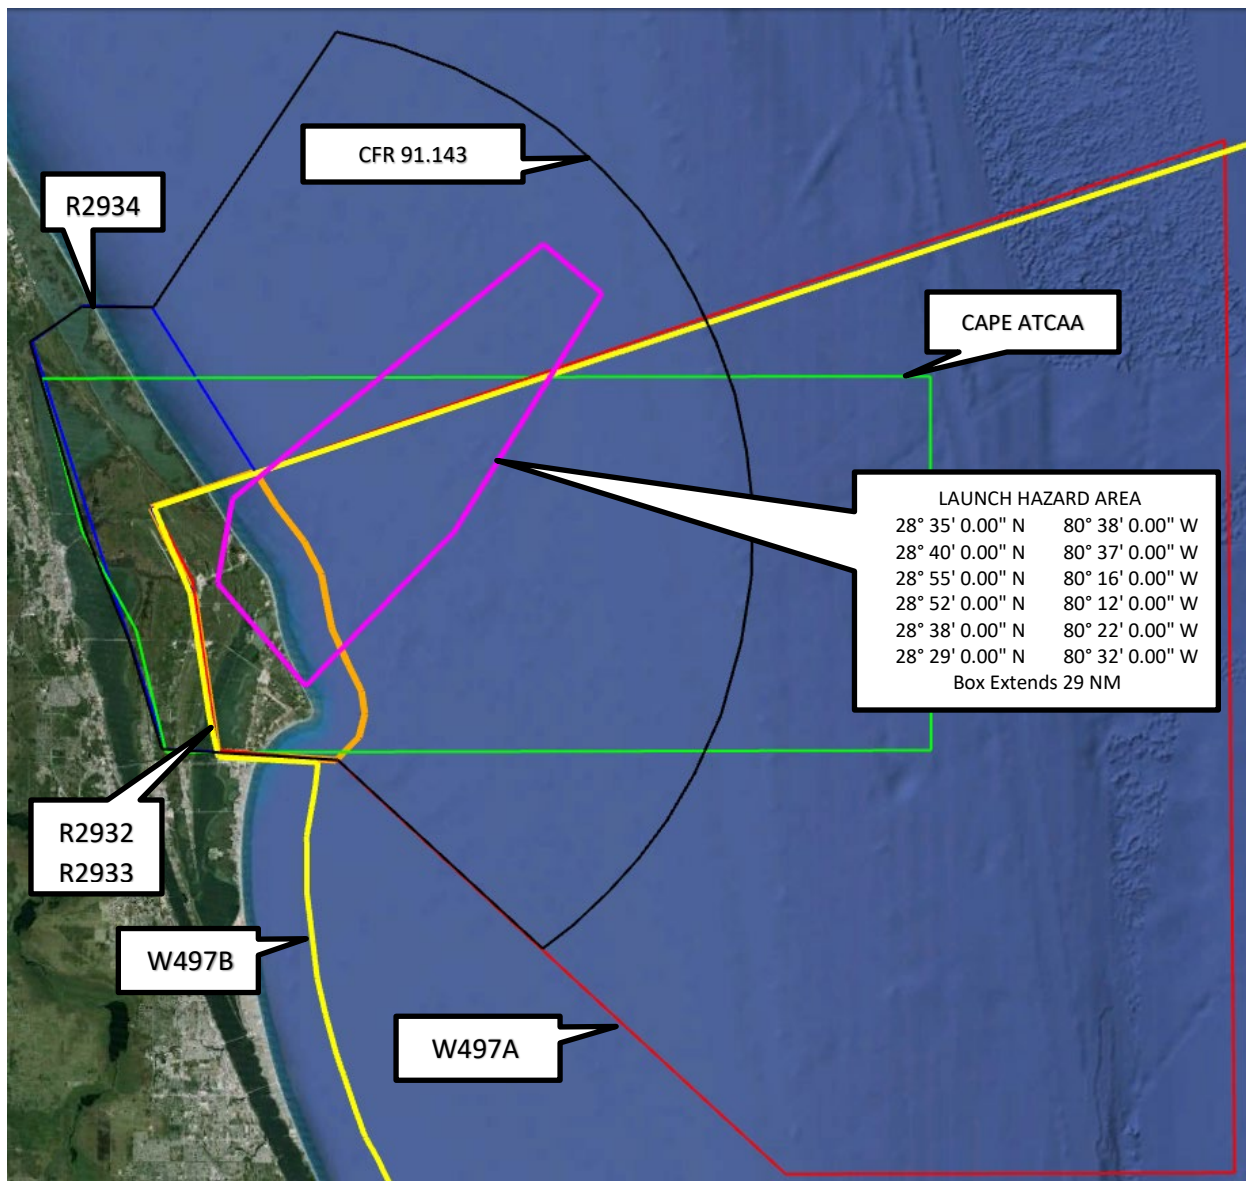 CFR 91.143
R2934
CAPE ATCAA
LAUNCH HAZARD AREA
28° 35' 0.00" N 80° 38' 0.00" W
28° 40' 0.00" N 80° 37' 0.00" W
28° 55' 0.00" N 80° 16' 0.00" W
28° 52' 0.00" N 80° 12' 0.00" W
28° 38' 0.00" N 80° 22' 0.00" W
28° 29' 0.00" N 80° 32' 0.00" W
Box Extends 29 NM
R2932
R2933
W497B
W497A